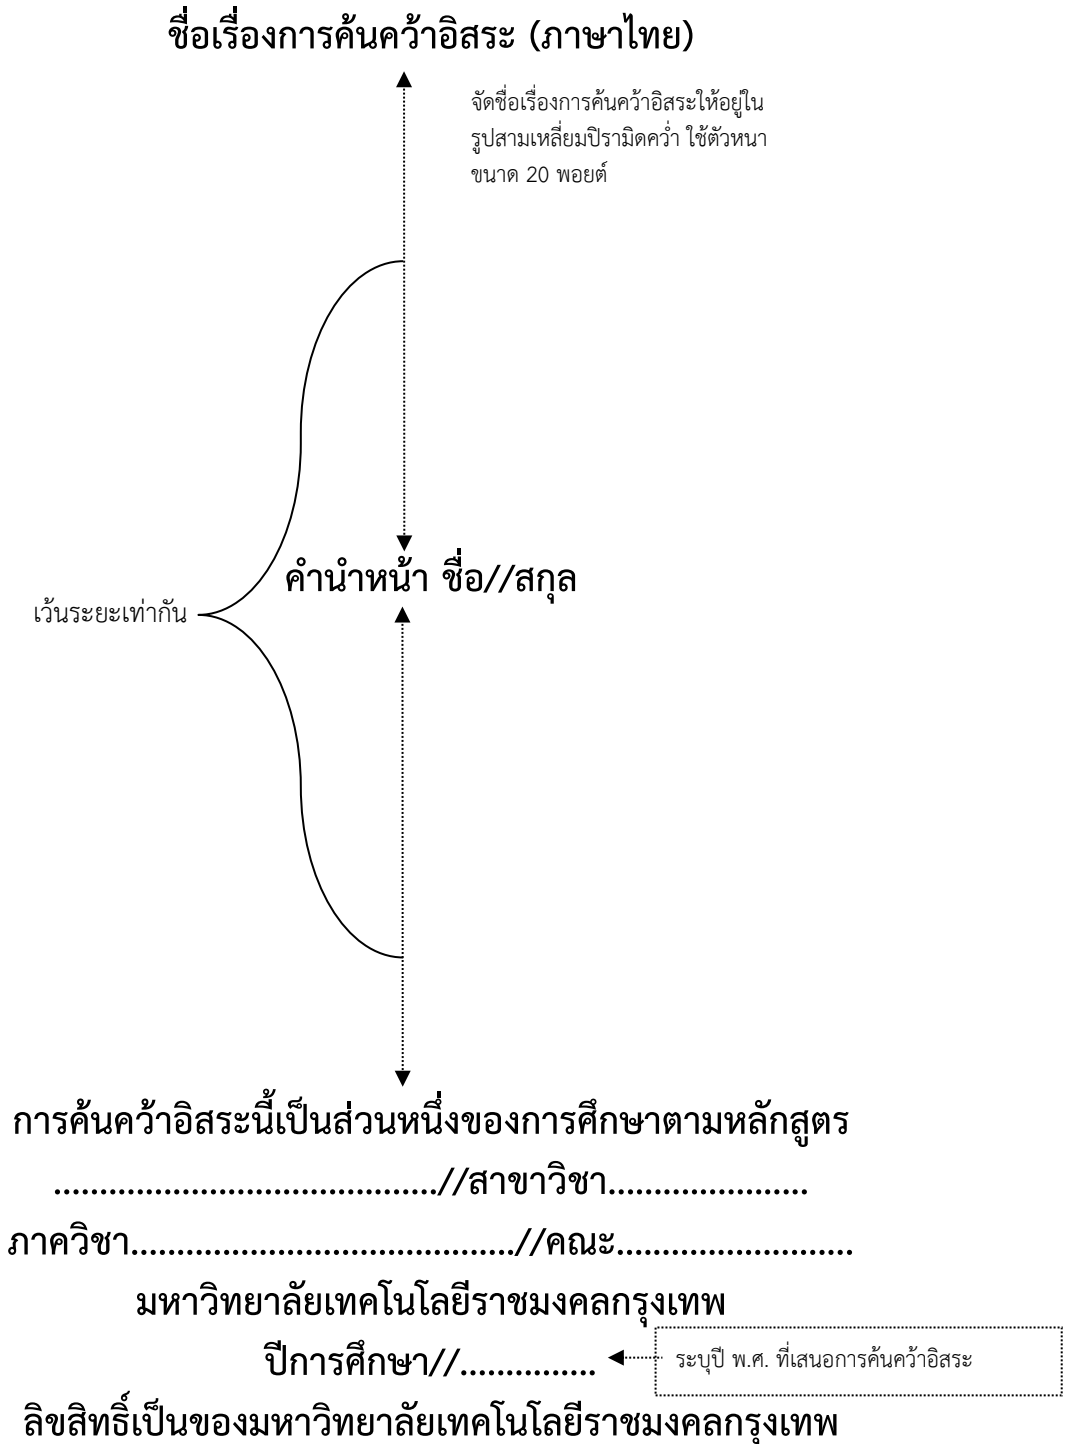 ชื่อเรื่องการค้นคว้าอิสระ (ภาษาไทย)
จัดชื่อเรื่องการค้นคว้าอิสระให้อยู่ใน
รูปสามเหลี่ยมปิรามิดคว่ำ ใช้ตัวหนา
ขนาด 20 พอยต์
คำนำหน้า ชื่อ//สกุล
เว้นระยะเท่ากัน
การค้นคว้าอิสระนี้เป็นส่วนหนึ่งของการศึกษาตามหลักสูตร
..........................................//สาขาวิชา......................
ภาควิชา..........................................//คณะ..........................
มหาวิทยาลัยเทคโนโลยีราชมงคลกรุงเทพ
ปีการศึกษา//...............
ระบุปี พ.ศ. ที่เสนอการค้นคว้าอิสระ
ลิขสิทธิ์เป็นของมหาวิทยาลัยเทคโนโลยีราชมงคลกรุงเทพ